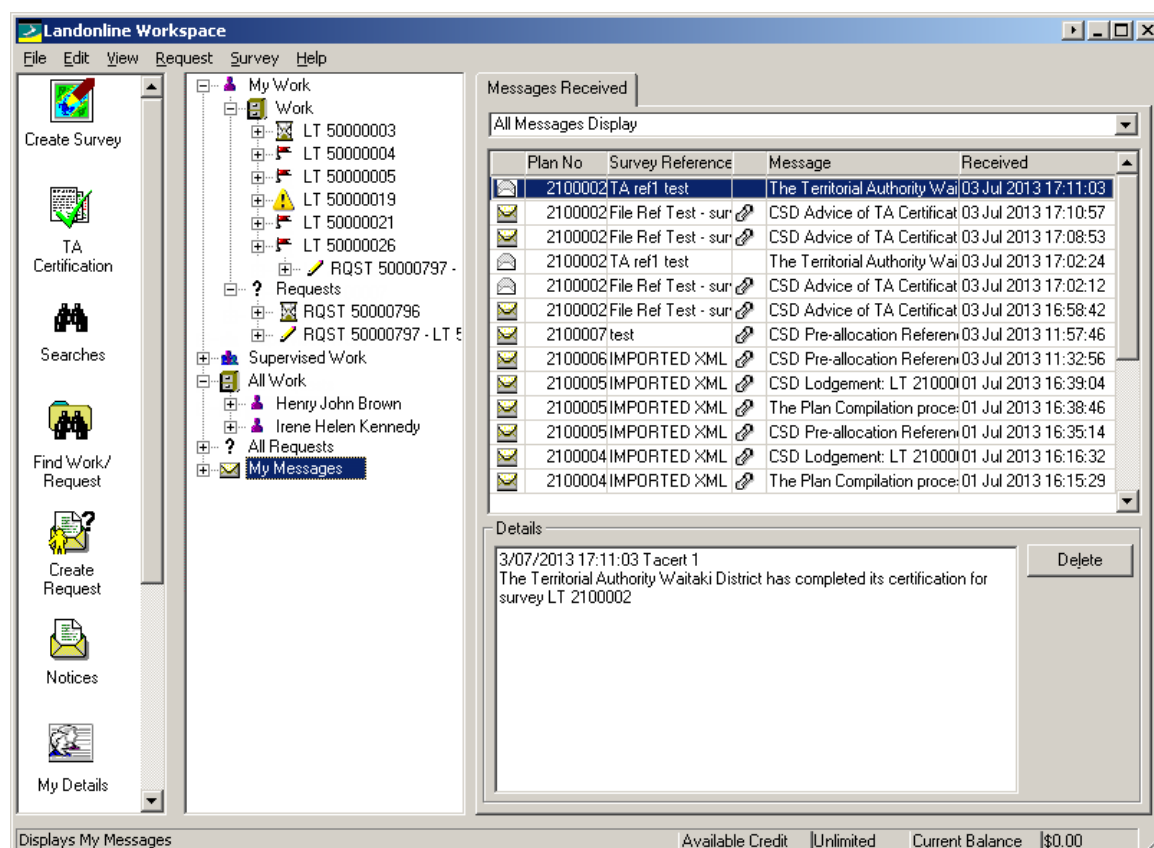 Landonline Workspace
File Edit View Request Survey Help
Create Survey
TA
Certification
Searches
Find Work/
Request
Create
Request
Notices
My Details
My Work
Work
LT 50000003
LT 50000004
LT 50000005
LT 50000019
LT 50000021
LT 50000026
RQST 50000797 -
? Requests
RQST 50000796
RQST 50000797 - LT 5
Supervised Work
All Work
Henry John Brown
Irene Helen Kennedy
? All Requests
My Messages
Messages Received
All Messages Display
Plan No Survey Reference Message Received
2100002 TA ref1 test The Territorial Authority Wai 03 Jul 2013 17:11:03
2100002 File Ref Test - sur CSD Advice of TA Certificat 03 Jul 2013 17:10:57
2100002 File Ref Test - sur CSD Advice of TA Certificat 03 Jul 2013 17:08:53
2100002 TA ref1 test The Territorial Authority Wai 03 Jul 2013 17:02:24
2100002 File Ref Test - sur CSD Advice of TA Certificat 03 Jul 2013 17:02:12
2100002 File Ref Test - sur CSD Advice of TA Certificat 03 Jul 2013 16:58:42
2100007 test CSD Pre-allocation Referen 03 Jul 2013 11:57:46
2100006 IMPORTED XML CSD Pre-allocation Referen 03 Jul 2013 11:32:56
2100005 IMPORTED XML CSD Lodgement: LT 21000 01 Jul 2013 16:39:04
2100005 IMPORTED XML The Plan Compilation proce 01 Jul 2013 16:38:46
2100005 IMPORTED XML CSD Pre-allocation Referen 01 Jul 2013 16:35:14
2100004 IMPORTED XML CSD Lodgement: LT 21000 01 Jul 2013 16:16:32
2100004 IMPORTED XML The Plan Compilation proce 01 Jul 2013 16:15:29
Details
3/07/2013 17:11:03 Tacert 1
The Territorial Authority Waitaki District has completed its certification for
survey LT 2100002
Delete
Displays My Messages Available Credit Unlimited Current Balance $0.00